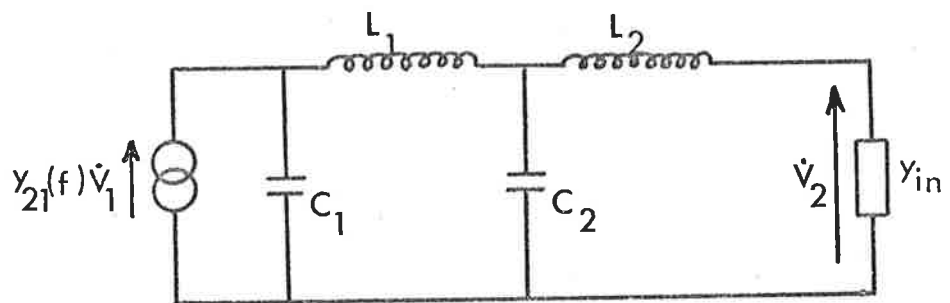 L₁
L₂
y₂₁(f)V̇₁
C₁
C₂
V̇₂
yᵢₙ